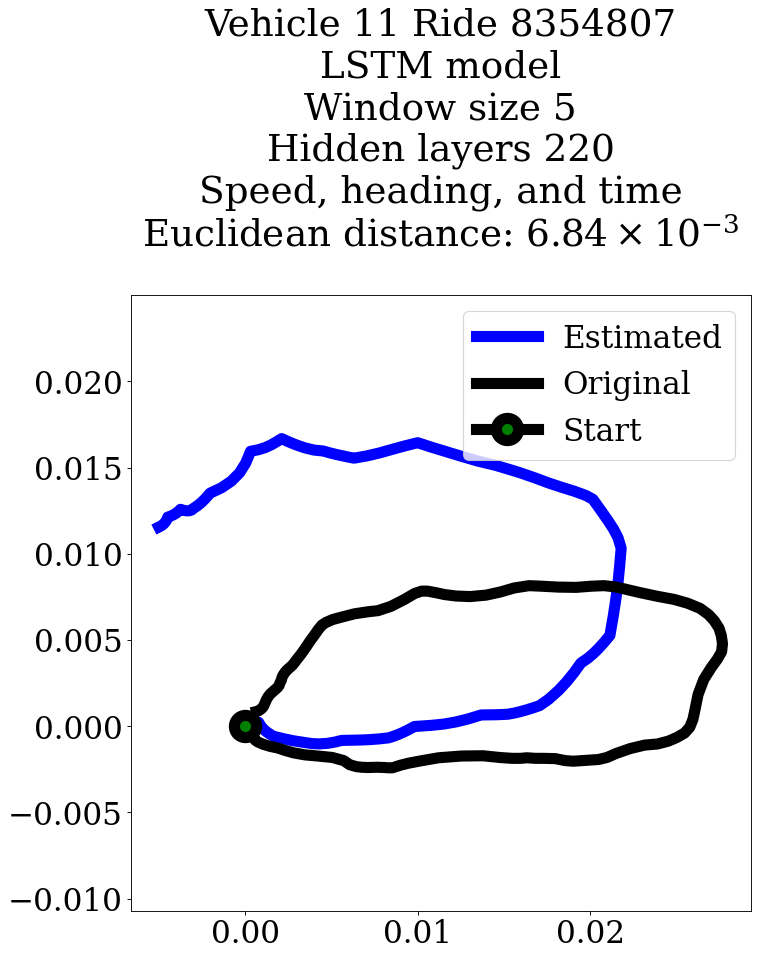 Vehicle 11 Ride 8354807
LSTM model
Window size 5
Hidden layers 220
Speed, heading, and time
Euclidean distance: 6.84 × 10⁻³
Estimated
Original
Start
0.020
0.015
0.010
0.005
0.000
−0.005
−0.010
0.00 0.01 0.02